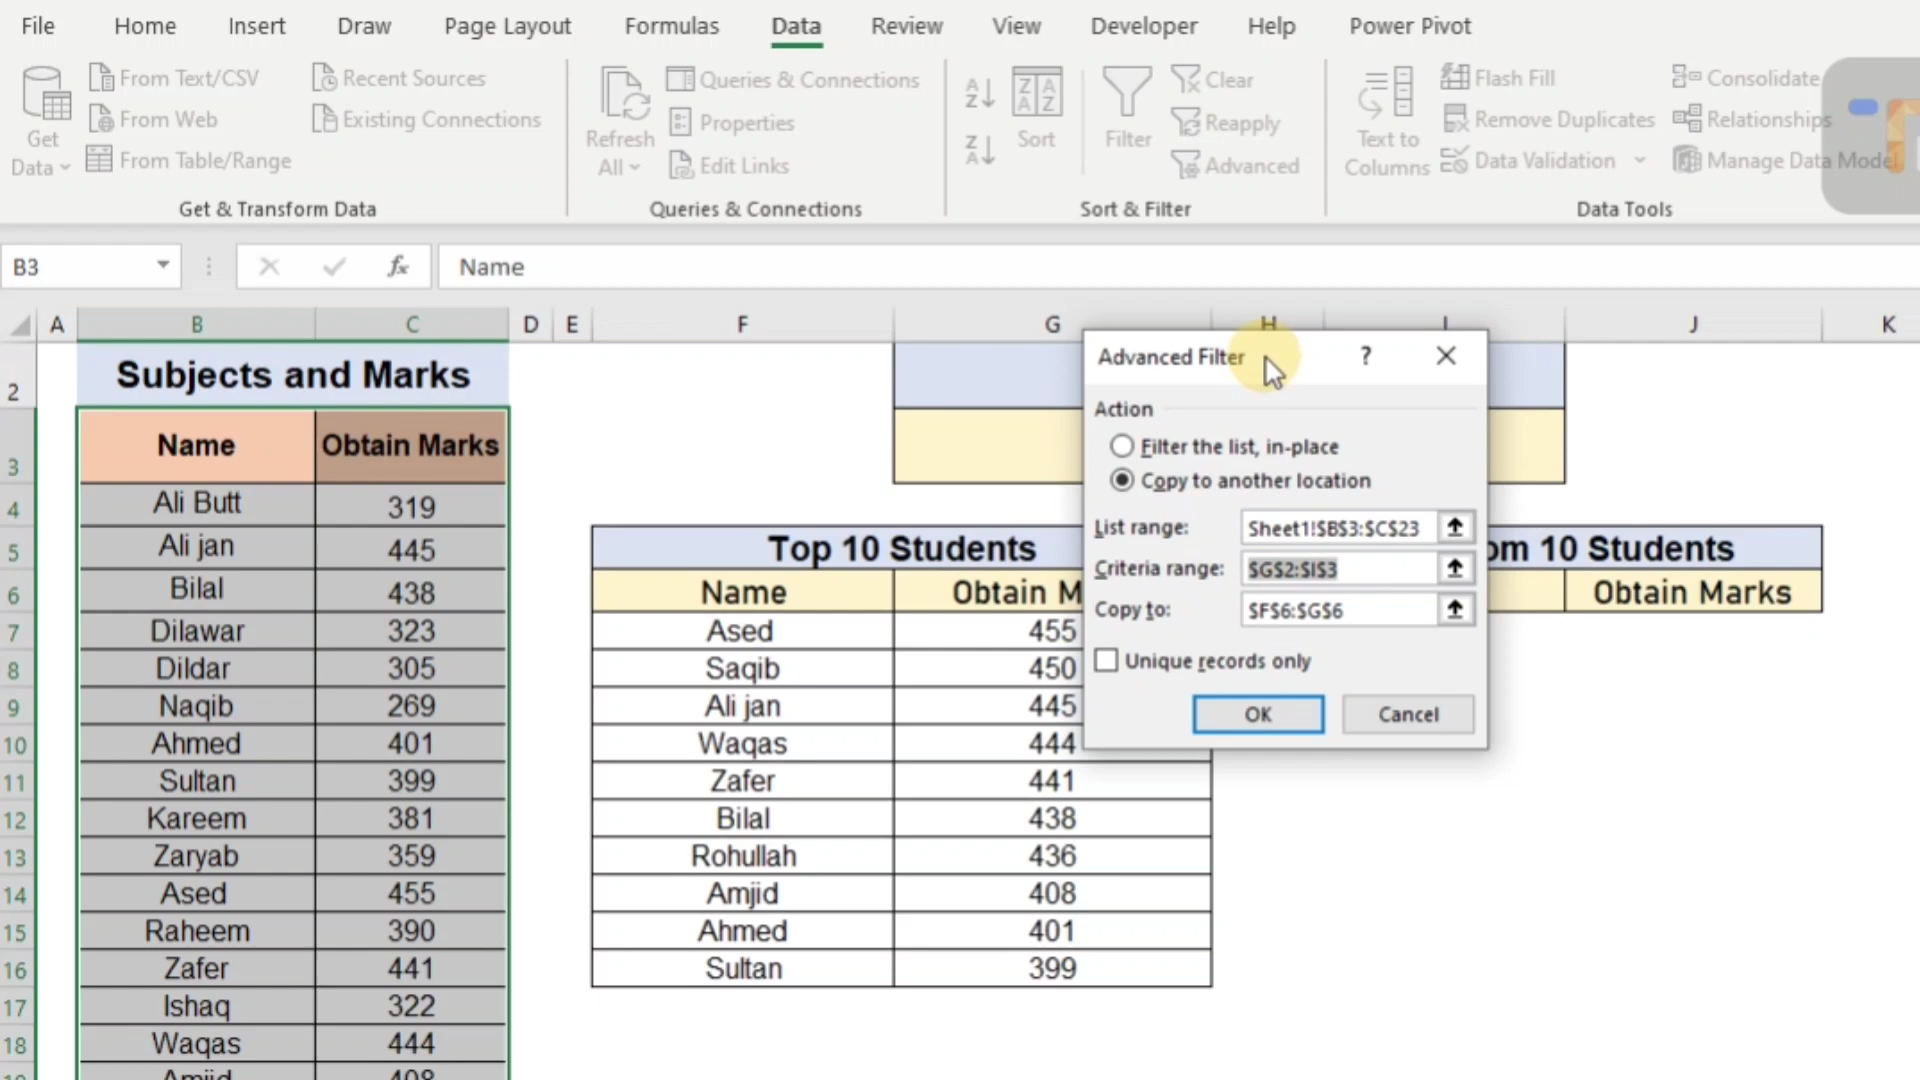 File Home Insert Draw Page Layout Formulas Data Review View Developer Help Power Pivot
Get Data
From Text/CSV
From Web
From Table/Range
Recent Sources
Existing Connections
Get & Transform Data
Refresh All
Queries & Connections
Properties
Edit Links
Queries & Connections
Sort
Filter
Clear
Reapply
Advanced
Sort & Filter
Text to Columns
Flash Fill
Remove Duplicates
Data Validation
Consolidate
Relationships
Manage Data Model
Data Tools
B3 fx Name
A B C D E F G H I J K
2 Subjects and Marks
3 Name Obtain Marks
4 Ali Butt 319
5 Ali jan 445
6 Bilal 438
7 Dilawar 323
8 Dildar 305
9 Naqib 269
10 Ahmed 401
11 Sultan 399
12 Kareem 381
13 Zaryab 359
14 Ased 455
15 Raheem 390
16 Zafer 441
17 Ishaq 322
18 Waqas 444
Amjid 408
Top 10 Students
Name Obtain M
Ased 455
Saqib 450
Ali jan 445
Waqas 444
Zafer 441
Bilal 438
Rohullah 436
Amjid 408
Ahmed 401
Sultan 399
Advanced Filter ?
Action
Filter the list, in-place
Copy to another location
List range: Sheet1!$B$3:$C$23
Criteria range: $G$2:$I$3
Copy to: $F$6:$G$6
Unique records only
OK Cancel
om 10 Students
Obtain Marks